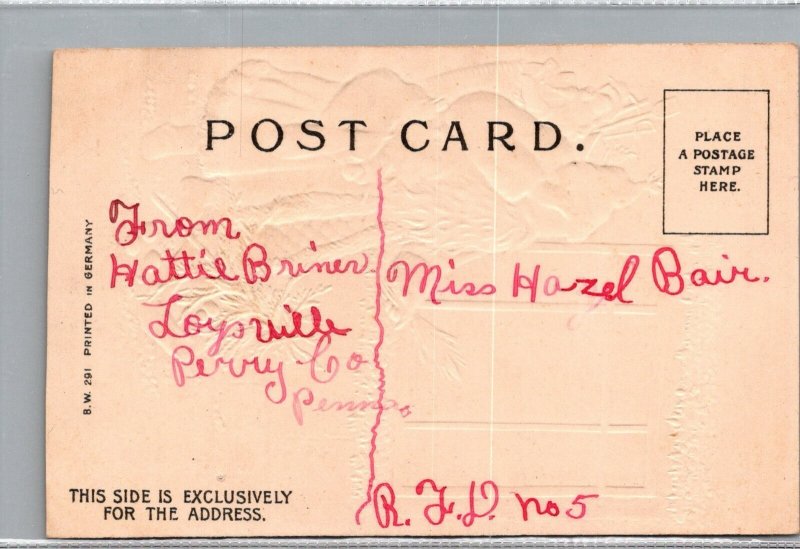 POST CARD.
PLACE
A POSTAGE
STAMP
HERE.
From
Hattie Briner
Loysville
Perry Co
Penna.
Miss Hazel Bair.
R.F.D. no 5
B.W. 291 PRINTED IN GERMANY
THIS SIDE IS EXCLUSIVELY
FOR THE ADDRESS.